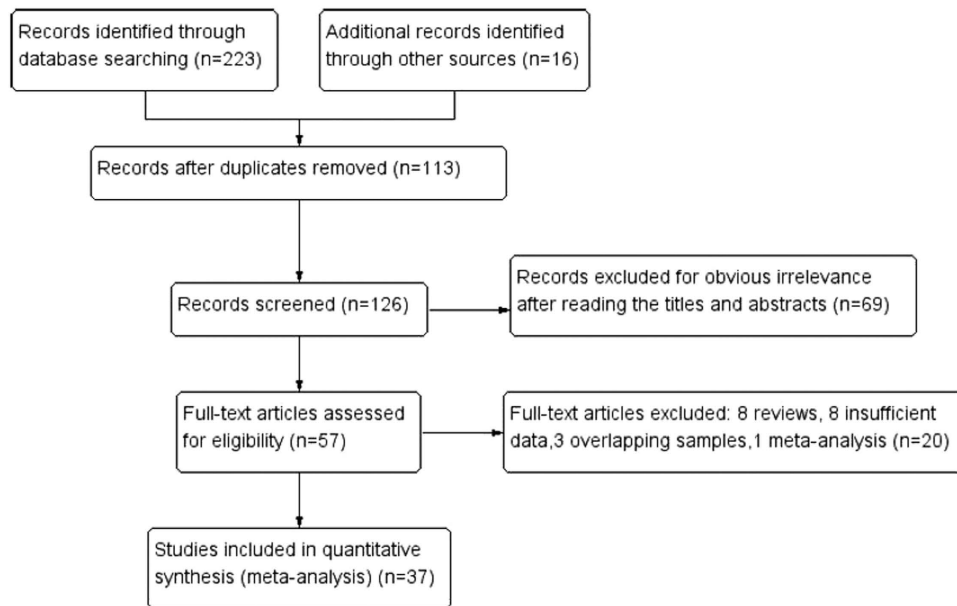 Records identified through
database searching (n=223)
Additional records identified
through other sources (n=16)
Records after duplicates removed (n=113)
Records screened (n=126)
Records excluded for obvious irrelevance
after reading the titles and abstracts (n=69)
Full-text articles assessed
for eligibility (n=57)
Full-text articles excluded: 8 reviews, 8 insufficient
data,3 overlapping samples,1 meta-analysis (n=20)
Studies included in quantitative
synthesis (meta-analysis) (n=37)